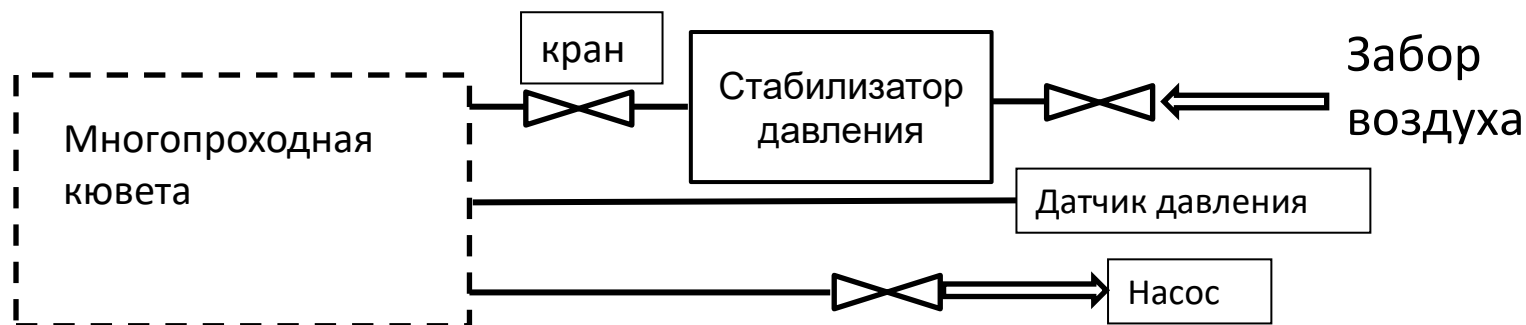 кран
Стабилизатор
давления
Забор
воздуха
Многопроходная
кювета
Датчик давления
Насос